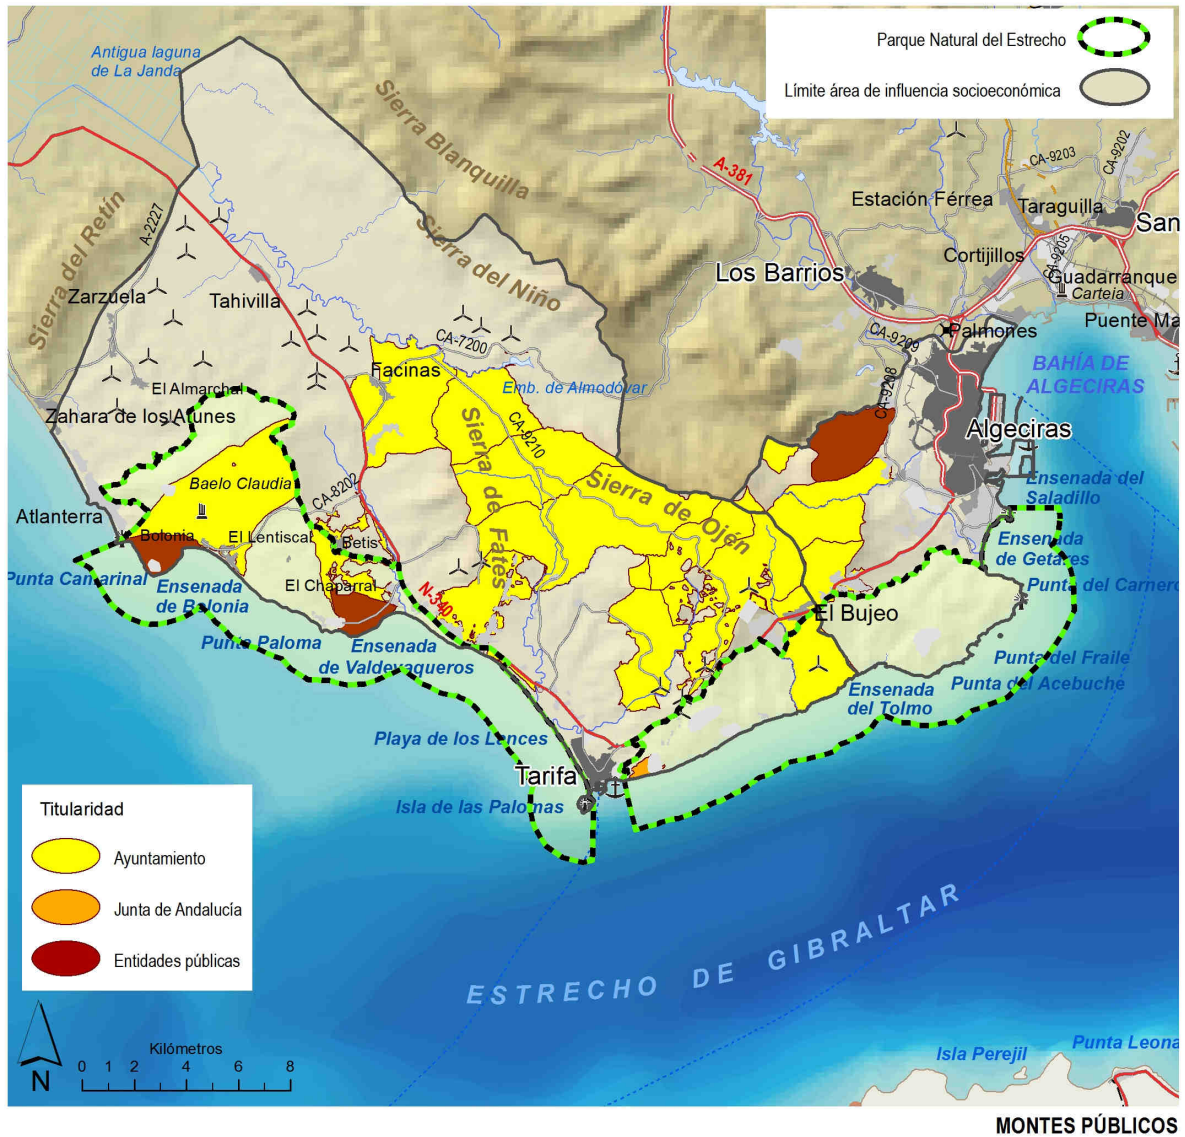 Parque Natural del Estrecho
Límite área de influencia socioeconómica
Antigua laguna
de La Janda
Sierra Blanquilla
A-381
CA-9203
CA-9202
Estación Férrea
Taraguilla
San
Sierra del Retín
A-2227
Sierra del Niño
Cortijillos
CA-9205
Los Barrios
Guadarranque
Carteia
Zarzuela
Tahivilla
Puente Ma
Palmones
CA-9209
CA-7200
Facinas
BAHÍA DE
ALGECIRAS
CA-9208
El Almarchal
Emb. de Almodóvar
Zahara de los Atunes
CA-9210
Algeciras
Sierra de Fates
Sierra de Ojén
Baelo Claudia
CA-8202
Ensenada del
Saladillo
Atlanterra
Bolonia
El Lentiscal
Betis
Ensenada
de Getares
Punta Camarinal
Ensenada
de Bolonia
El Chaparral
N-340
Punta del Carnero
El Bujeo
Punta Paloma
Ensenada
de Valdevaqueros
Punta del Fraile
Punta del Acebuche
Ensenada
del Tolmo
Playa de los Lances
Tarifa
Isla de las Palomas
Titularidad
Ayuntamiento
Junta de Andalucía
Entidades públicas
ESTRECHO DE GIBRALTAR
Kilómetros
0 1 2 4 6 8
N
Isla Perejil
Punta Leona
MONTES PÚBLICOS